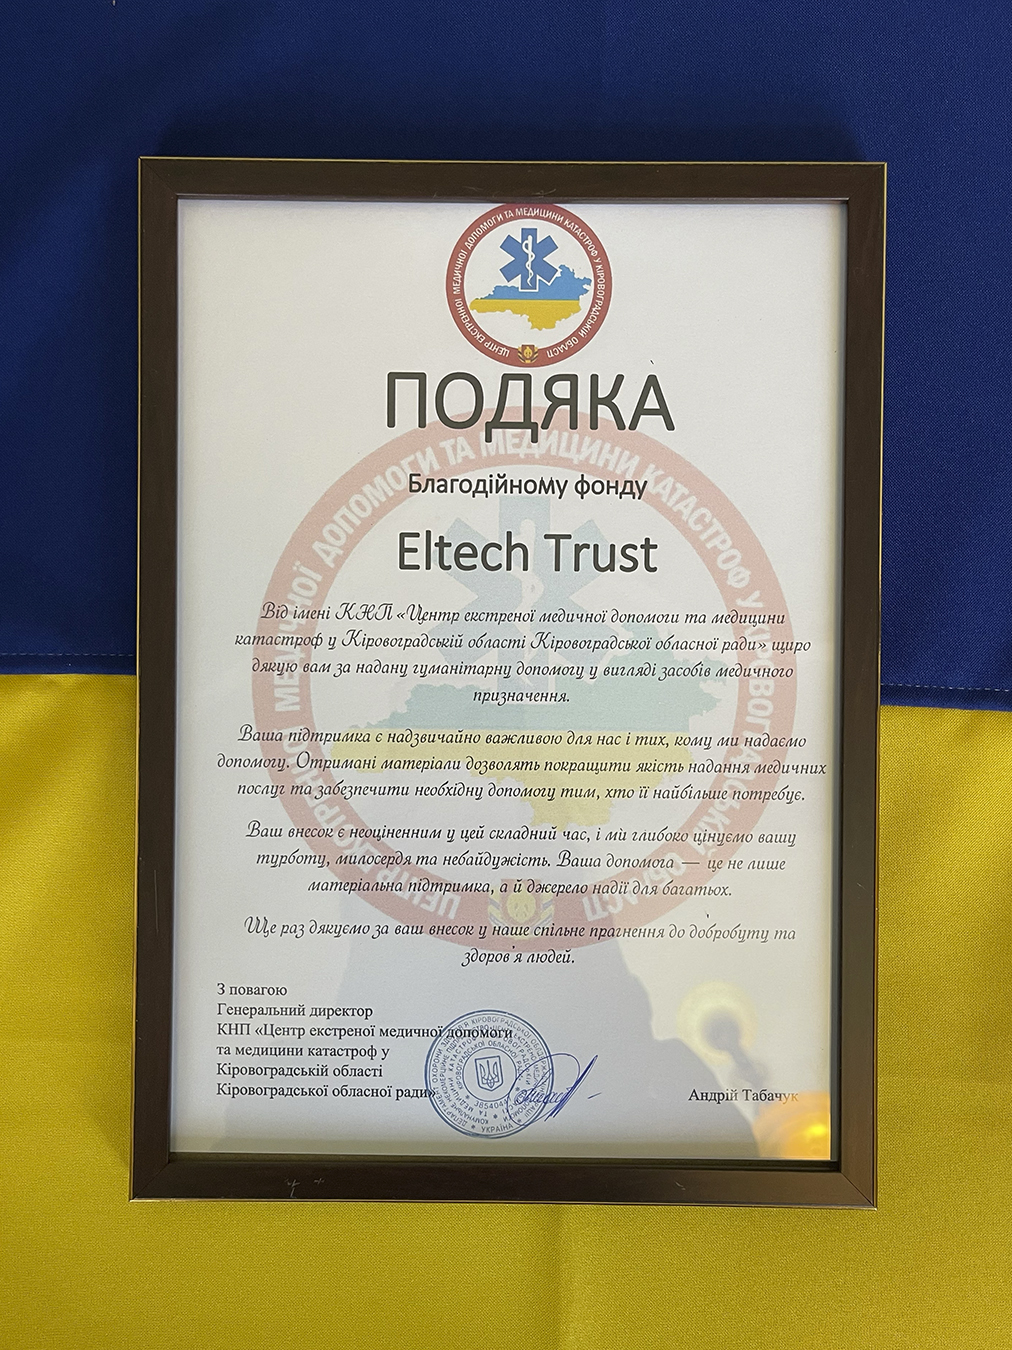 ЦЕНТР ЕКСТРЕНОЇ МЕДИЧНОЇ ДОПОМОГИ ТА МЕДИЦИНИ КАТАСТРОФ У КІРОВОГРАДСЬКІЙ ОБЛАСТІ
ПОДЯКА
Благодійному фонду
Eltech Trust
Від імені КНП «Центр екстреної медичної допомоги та медицини
катастроф у Кіровоградській області Кіровоградської обласної ради» щиро
дякую вам за надану гуманітарну допомогу у вигляді засобів медичного
призначення.
Ваша підтримка є надзвичайно важливою для нас і тих, кому ми надаємо
допомогу. Отримані матеріали дозволять покращити якість надання медичних
послуг та забезпечити необхідну допомогу тим, хто її найбільше потребує.
Ваш внесок є неоціненним у цей складний час, і ми глибоко цінуємо вашу
турботу, милосердя та небайдужість. Ваша допомога — це не лише
матеріальна підтримка, а й джерело надії для багатьох.
Ще раз дякуємо за ваш внесок у наше спільне прагнення до добробуту та
здоров'я людей.
З повагою
Генеральний директор
КНП «Центр екстреної медичної допомоги
та медицини катастроф у
Кіровоградській області
Кіровоградської обласної ради»
Андрій Табачук
УКРАЇНА